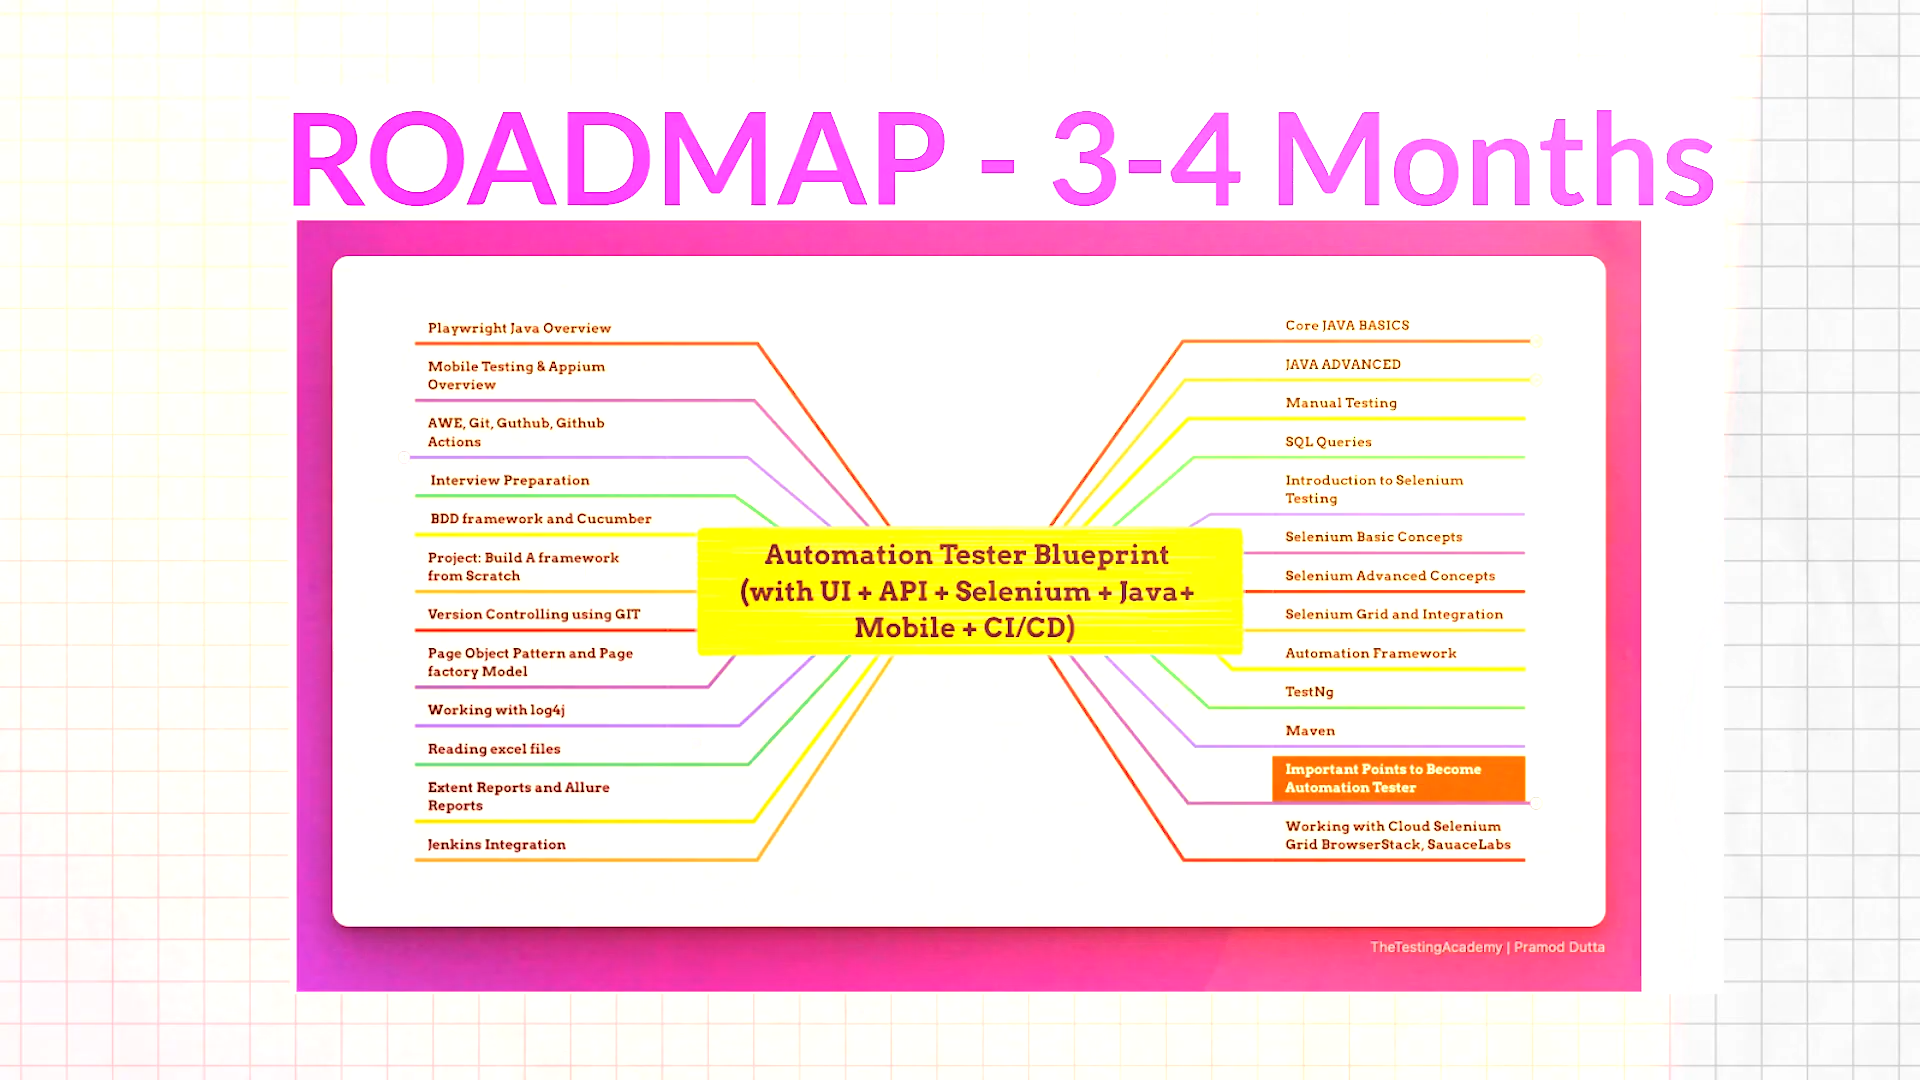 ROADMAP - 3-4 Months
Playwright Java Overview
Mobile Testing & Appium
Overview
AWE, Git, Guthub, Github
Actions
Interview Preparation
BDD framework and Cucumber
Project: Build A framework
from Scratch
Version Controlling using GIT
Page Object Pattern and Page
factory Model
Working with log4j
Reading excel files
Extent Reports and Allure
Reports
Jenkins Integration
Automation Tester Blueprint
(with UI + API + Selenium + Java+
Mobile + CI/CD)
Core JAVA BASICS
JAVA ADVANCED
Manual Testing
SQL Queries
Introduction to Selenium
Testing
Selenium Basic Concepts
Selenium Advanced Concepts
Selenium Grid and Integration
Automation Framework
TestNg
Maven
Important Points to Become
Automation Tester
Working with Cloud Selenium
Grid BrowserStack, SauaceLabs
TheTestingAcademy | Pramod Dutta